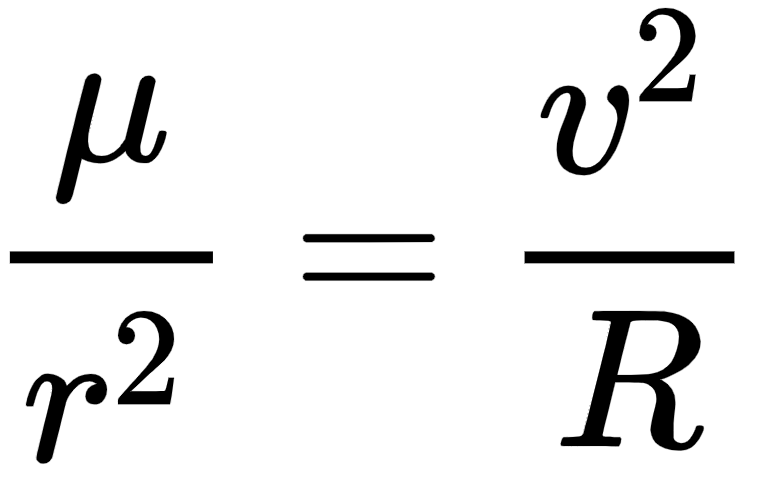 μ/r² = v²/R